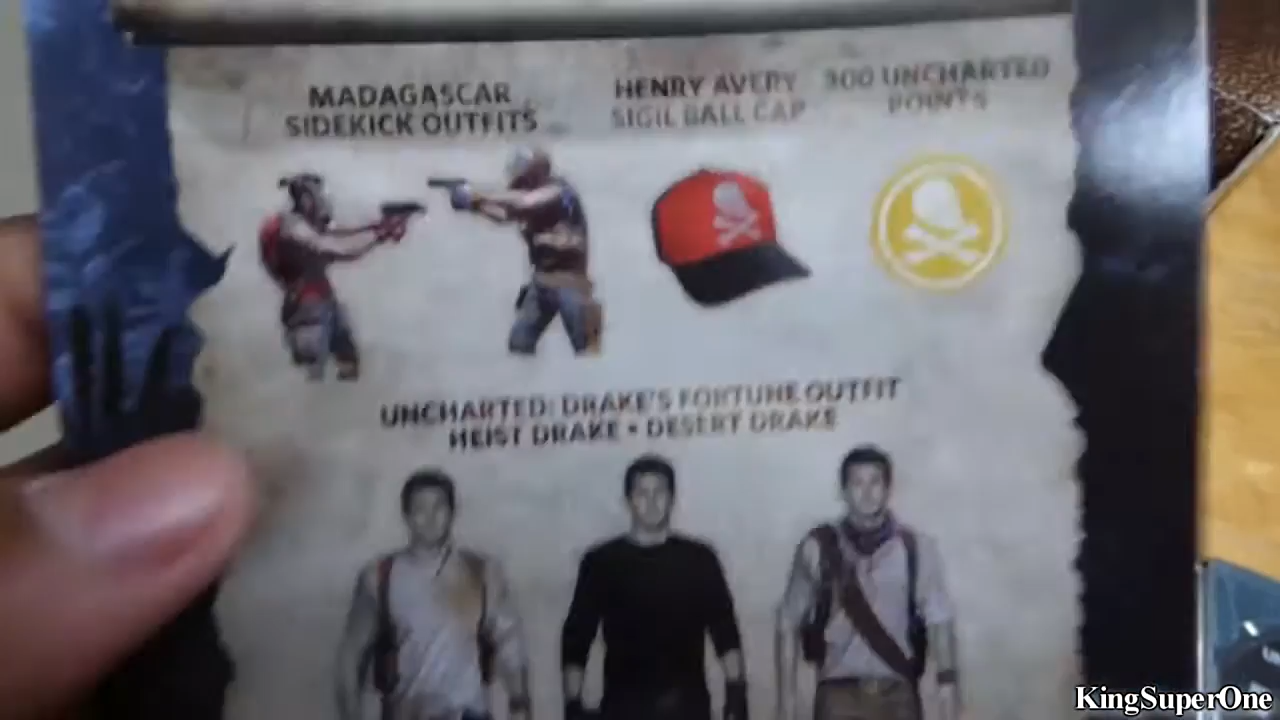 MADAGASCAR
SIDEKICK OUTFITS
HENRY AVERY
SIGIL BALL CAP
300 UNCHARTED
POINTS
UNCHARTED: DRAKE'S FORTUNE OUTFIT
HEIST DRAKE • DESERT DRAKE
KingSuperOne